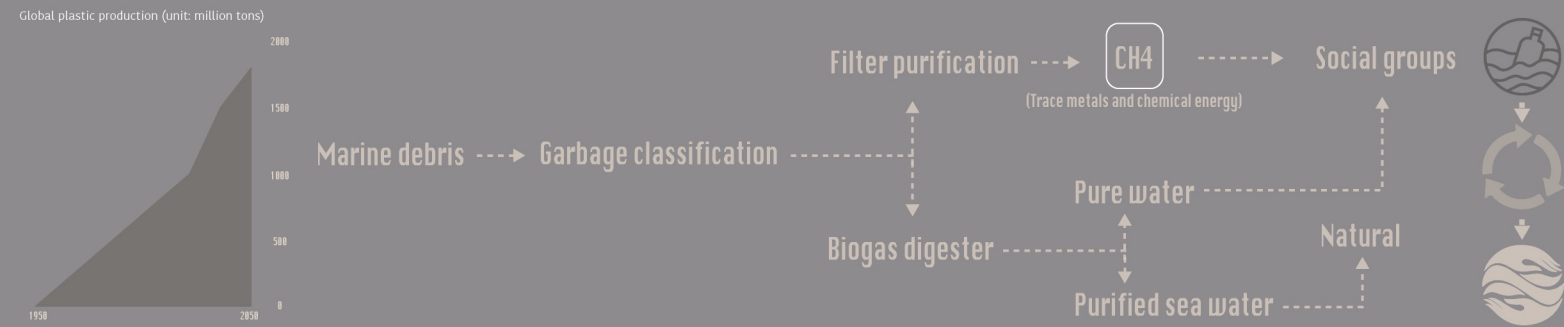 Global plastic production (unit: million tons)
2000
1500
1000
500
0
1950
2050
Marine debris
Garbage classification
Filter purification
CH4
(Trace metals and chemical energy)
Social groups
Biogas digester
Pure water
Purified sea water
Natural